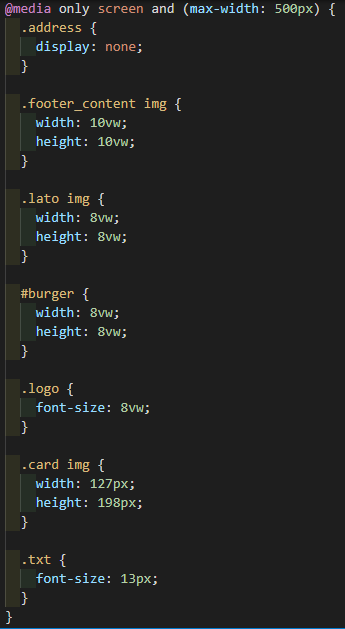 @media only screen and (max-width: 500px) {
  .address {
    display: none;
  }

  .footer_content img {
    width: 10vw;
    height: 10vw;
  }

  .lato img {
    width: 8vw;
    height: 8vw;
  }

  #burger {
    width: 8vw;
    height: 8vw;
  }

  .logo {
    font-size: 8vw;
  }

  .card img {
    width: 127px;
    height: 198px;
  }

  .txt {
    font-size: 13px;
  }
}